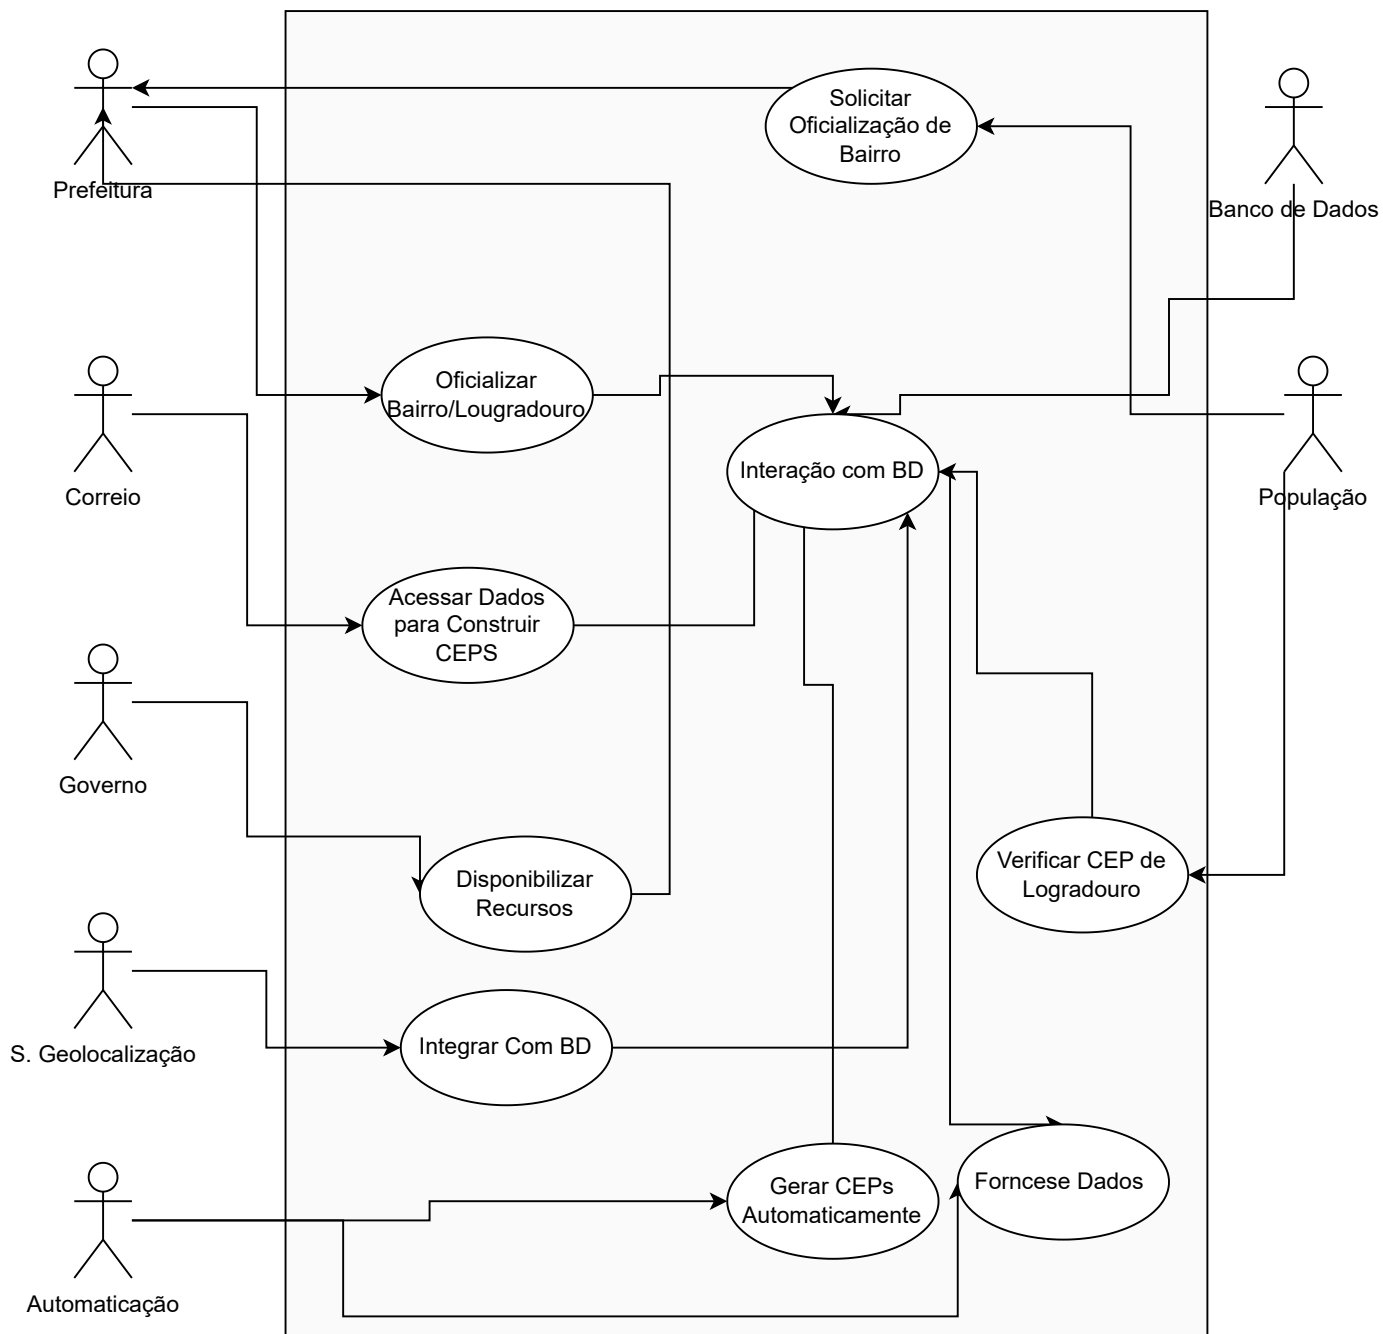 Solicitar
Oficialização de
Bairro
Prefeitura
Banco de Dados
Oficializar
Bairro/Lougradouro
Interação com BD
Correio
População
Acessar Dados
para Construir
CEPS
Governo
Verificar CEP de
Logradouro
Disponibilizar
Recursos
S. Geolocalização
Integrar Com BD
Forncese Dados
Gerar CEPs
Automaticamente
Automaticação